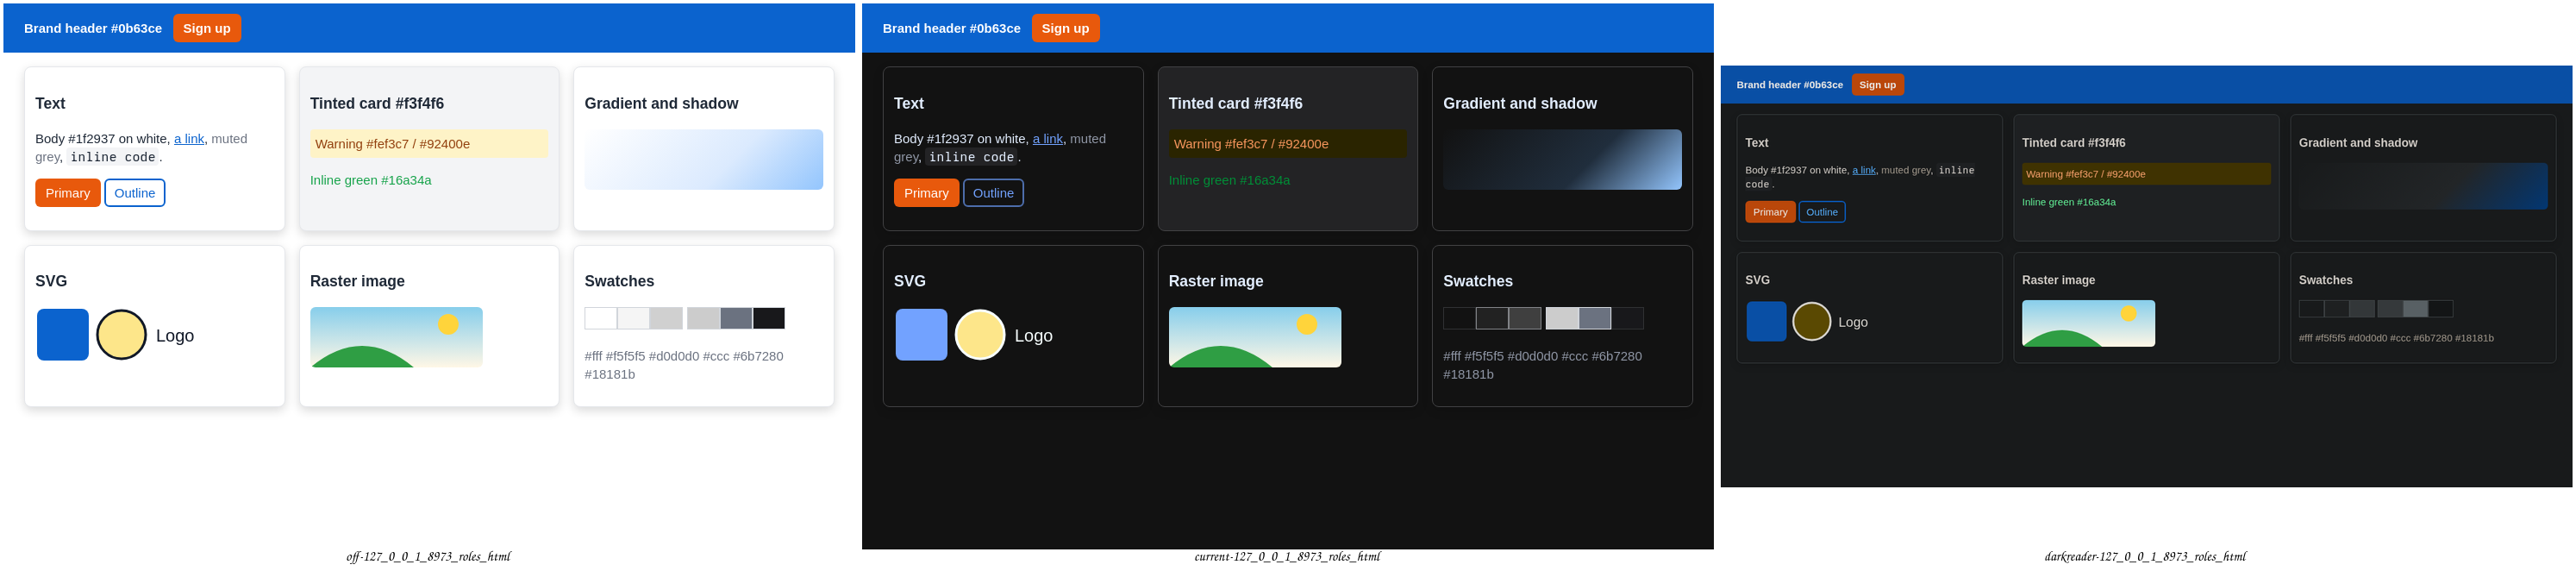 Brand header #0b63ce Sign up
Text
Body #1f2937 on white, a link, muted
grey, inline code.
Primary Outline
Tinted card #f3f4f6
Warning #fef3c7 / #92400e
Inline green #16a34a
Gradient and shadow
SVG
Logo
Raster image
Swatches
#fff #f5f5f5 #d0d0d0 #ccc #6b7280
#18181b
off-127_0_0_1_8973_roles_html
Brand header #0b63ce Sign up
Text
Body #1f2937 on white, a link, muted
grey, inline code.
Primary Outline
Tinted card #f3f4f6
Warning #fef3c7 / #92400e
Inline green #16a34a
Gradient and shadow
SVG
Logo
Raster image
Swatches
#fff #f5f5f5 #d0d0d0 #ccc #6b7280
#18181b
current-127_0_0_1_8973_roles_html
Brand header #0b63ce Sign up
Text
Body #1f2937 on white, a link, muted grey, inline
code.
Primary Outline
Tinted card #f3f4f6
Warning #fef3c7 / #92400e
Inline green #16a34a
Gradient and shadow
SVG
Logo
Raster image
Swatches
#fff #f5f5f5 #d0d0d0 #ccc #6b7280 #18181b
darkreader-127_0_0_1_8973_roles_html